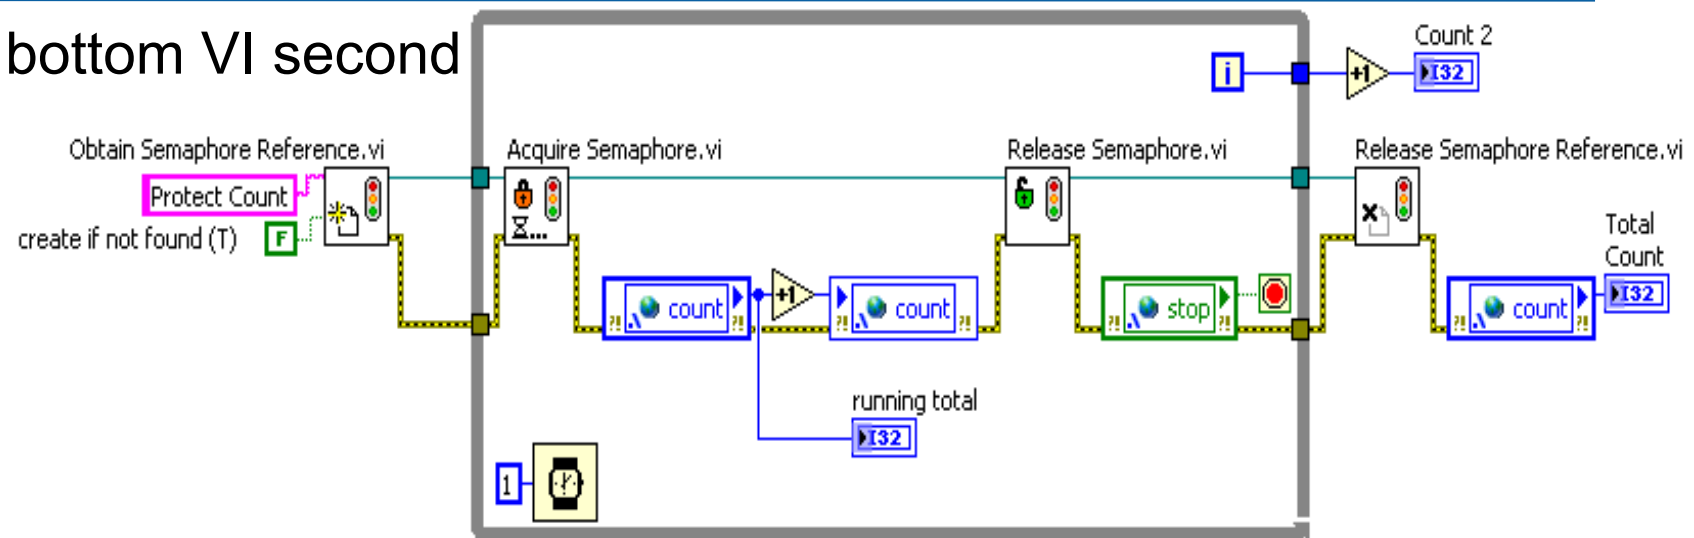 bottom VI second
Count 2
i
+1
I32
Obtain Semaphore Reference.vi
Acquire Semaphore.vi
Release Semaphore.vi
Release Semaphore Reference.vi
Protect Count
create if not found (T)
F
Total
Count
count
+1
count
stop
count
I32
?!
?!
?!
?!
?!
?!
?!
?!
running total
I32
1